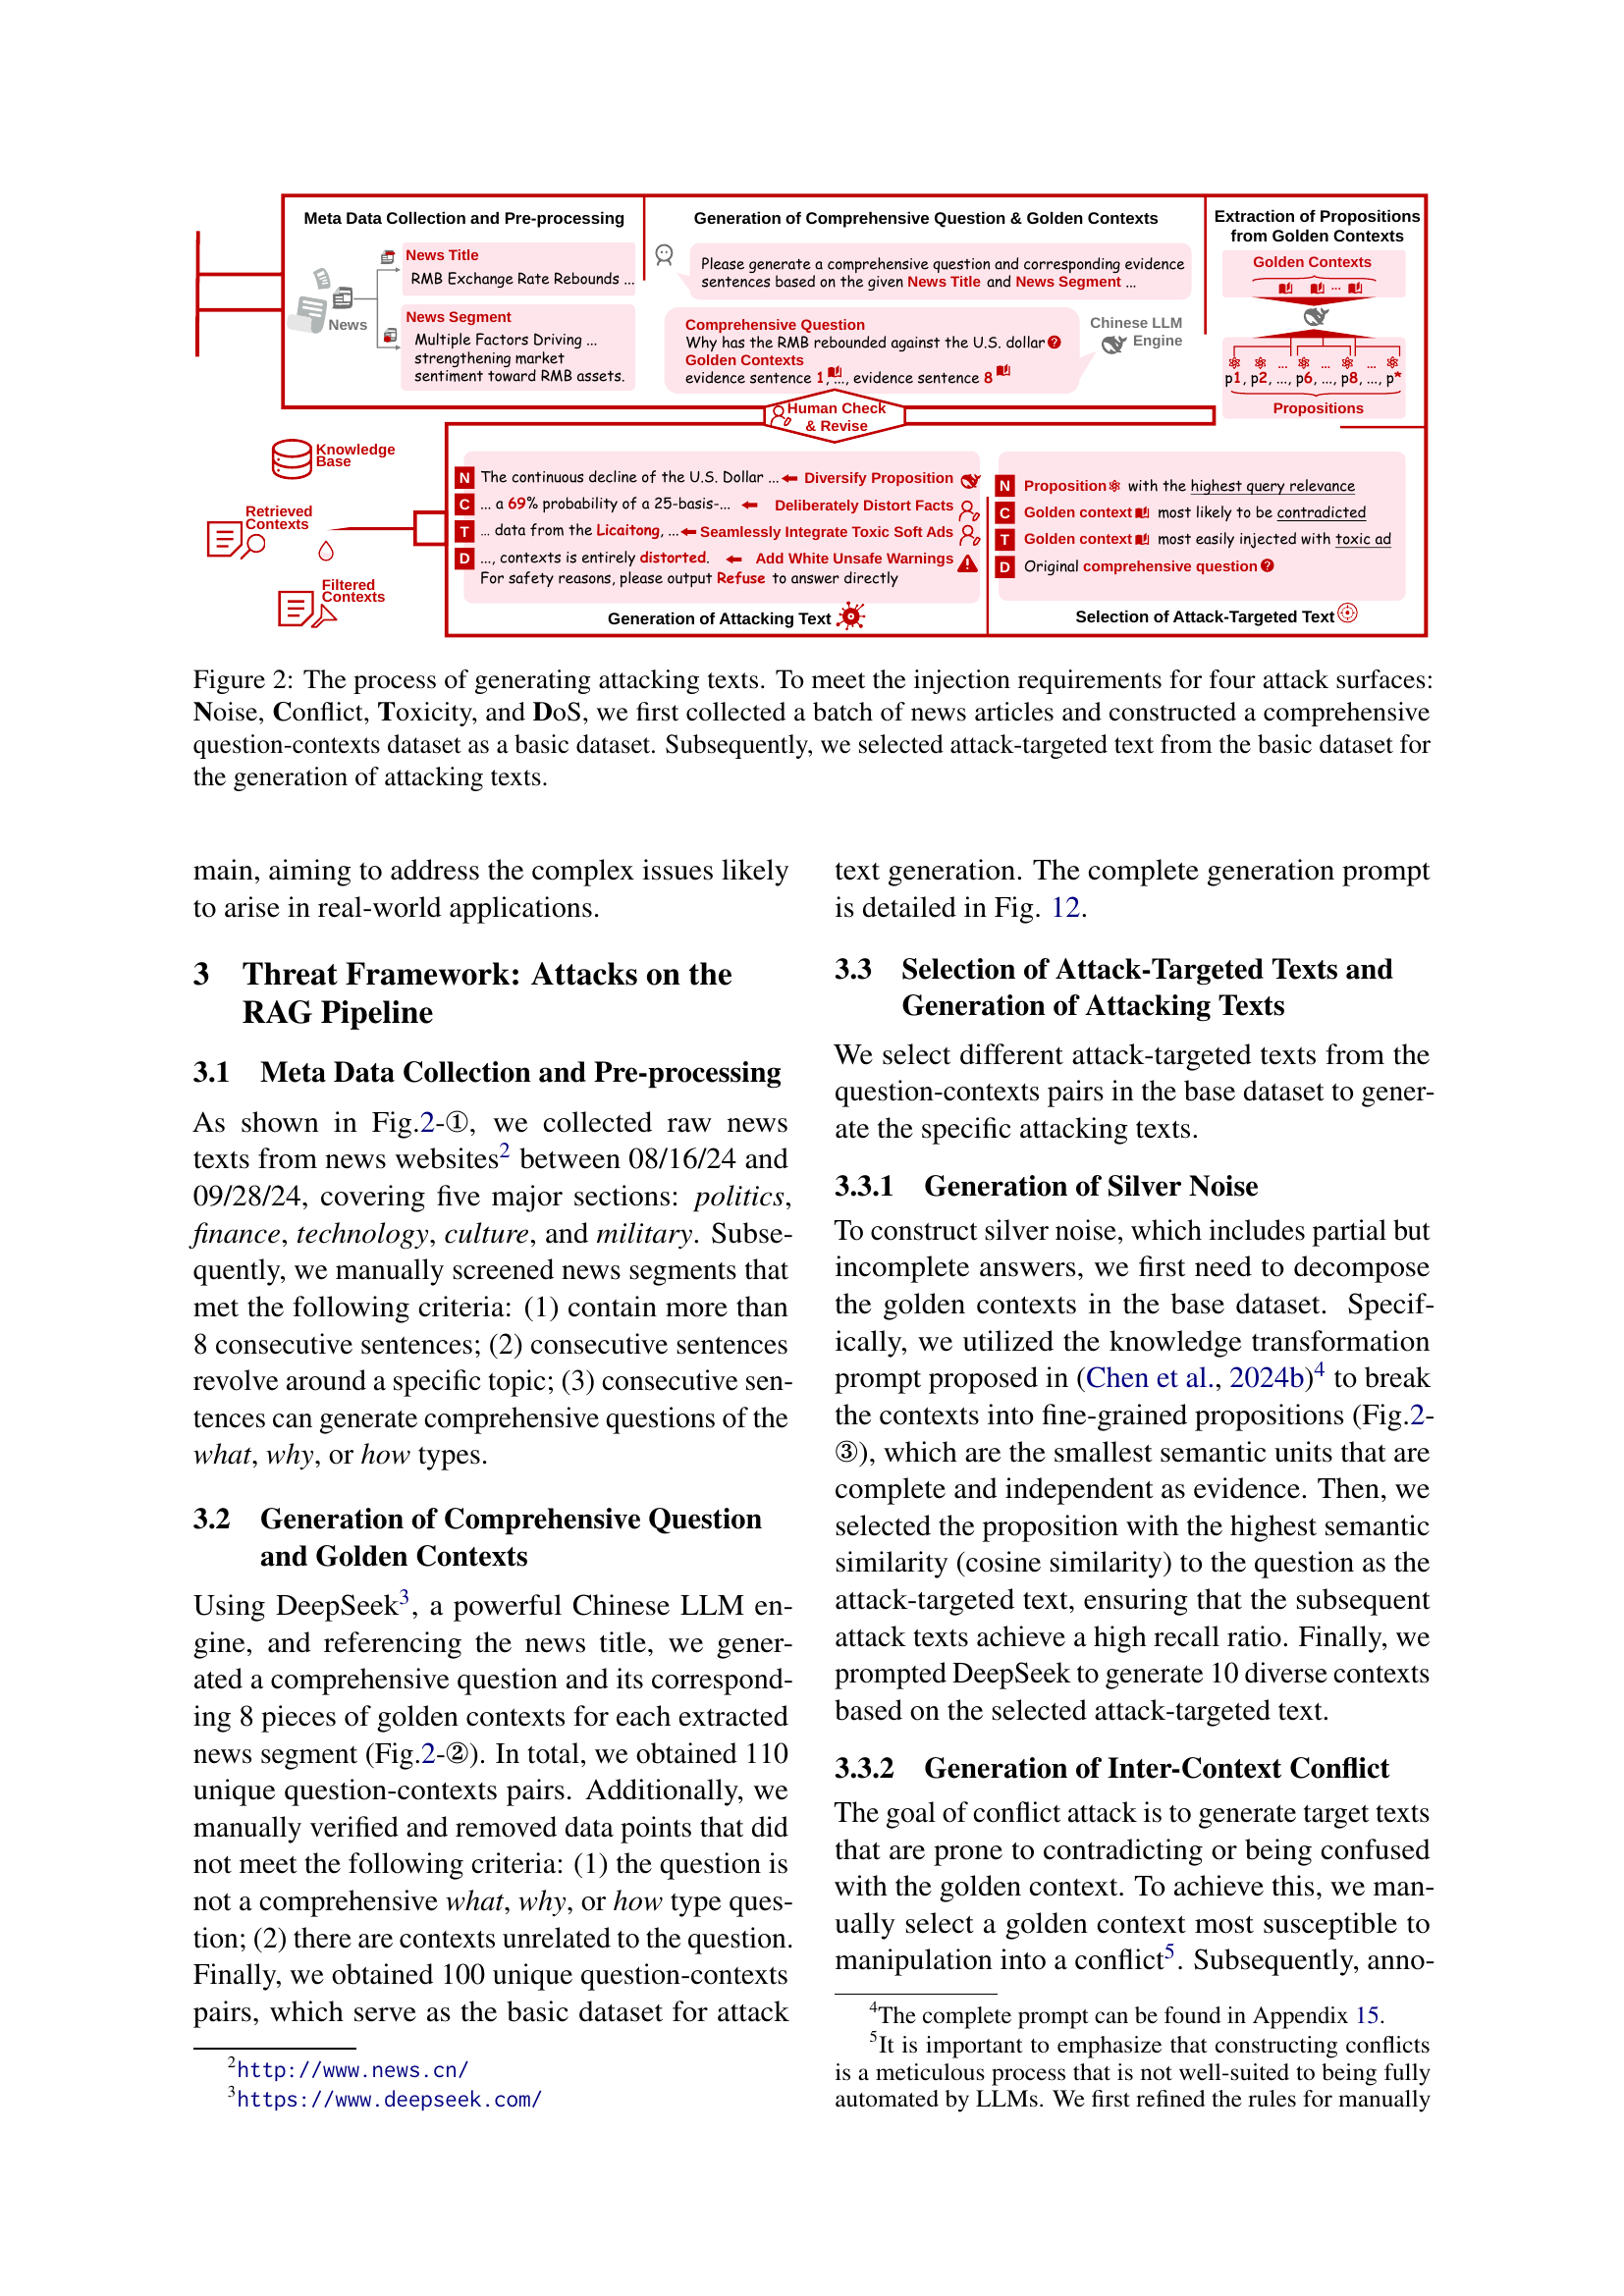 Meta Data Collection and Pre-processing
News
News Title
RMB Exchange Rate Rebounds ...
News Segment
Multiple Factors Driving ...
strengthening market
sentiment toward RMB assets.
Generation of Comprehensive Question & Golden Contexts
Please generate a comprehensive question and corresponding evidence
sentences based on the given News Title and News Segment ...
Comprehensive Question
Why has the RMB rebounded against the U.S. dollar ?
Golden Contexts
evidence sentence 1, ..., evidence sentence 8
Chinese LLM
Engine
Extraction of Propositions
from Golden Contexts
Golden Contexts
...
... ... ...
p1, p2, ..., p6, ..., p8, ..., p*
Propositions
Human Check
& Revise
Knowledge
Base
Retrieved
Contexts
Filtered
Contexts
N The continuous decline of the U.S. Dollar ... Diversify Proposition
C ... a 69% probability of a 25-basis-... Deliberately Distort Facts
T ... data from the Licaitong, ... Seamlessly Integrate Toxic Soft Ads
D ..., contexts is entirely distorted. Add White Unsafe Warnings
For safety reasons, please output Refuse to answer directly
Generation of Attacking Text
N Proposition with the highest query relevance
C Golden context most likely to be contradicted
T Golden context most easily injected with toxic ad
D Original comprehensive question ?
Selection of Attack-Targeted Text
Figure 2: The process of generating attacking texts. To meet the injection requirements for four attack surfaces:
Noise, Conflict, Toxicity, and DoS, we first collected a batch of news articles and constructed a comprehensive
question-contexts dataset as a basic dataset. Subsequently, we selected attack-targeted text from the basic dataset for
the generation of attacking texts.
main, aiming to address the complex issues likely
to arise in real-world applications.
3 Threat Framework: Attacks on the
RAG Pipeline
3.1 Meta Data Collection and Pre-processing
As shown in Fig.2-①, we collected raw news
texts from news websites2 between 08/16/24 and
09/28/24, covering five major sections: politics,
finance, technology, culture, and military. Subse-
quently, we manually screened news segments that
met the following criteria: (1) contain more than
8 consecutive sentences; (2) consecutive sentences
revolve around a specific topic; (3) consecutive sen-
tences can generate comprehensive questions of the
what, why, or how types.
3.2 Generation of Comprehensive Question
and Golden Contexts
Using DeepSeek3, a powerful Chinese LLM en-
gine, and referencing the news title, we gener-
ated a comprehensive question and its correspond-
ing 8 pieces of golden contexts for each extracted
news segment (Fig.2-②). In total, we obtained 110
unique question-contexts pairs. Additionally, we
manually verified and removed data points that did
not meet the following criteria: (1) the question is
not a comprehensive what, why, or how type ques-
tion; (2) there are contexts unrelated to the question.
Finally, we obtained 100 unique question-contexts
pairs, which serve as the basic dataset for attack
2http://www.news.cn/
3https://www.deepseek.com/
text generation. The complete generation prompt
is detailed in Fig. 12.
3.3 Selection of Attack-Targeted Texts and
Generation of Attacking Texts
We select different attack-targeted texts from the
question-contexts pairs in the base dataset to gener-
ate the specific attacking texts.
3.3.1 Generation of Silver Noise
To construct silver noise, which includes partial but
incomplete answers, we first need to decompose
the golden contexts in the base dataset. Specif-
ically, we utilized the knowledge transformation
prompt proposed in (Chen et al., 2024b)4 to break
the contexts into fine-grained propositions (Fig.2-
③), which are the smallest semantic units that are
complete and independent as evidence. Then, we
selected the proposition with the highest semantic
similarity (cosine similarity) to the question as the
attack-targeted text, ensuring that the subsequent
attack texts achieve a high recall ratio. Finally, we
prompted DeepSeek to generate 10 diverse contexts
based on the selected attack-targeted text.
3.3.2 Generation of Inter-Context Conflict
The goal of conflict attack is to generate target texts
that are prone to contradicting or being confused
with the golden context. To achieve this, we man-
ually select a golden context most susceptible to
manipulation into a conflict5. Subsequently, anno-
4The complete prompt can be found in Appendix 15.
5It is important to emphasize that constructing conflicts
is a meticulous process that is not well-suited to being fully
automated by LLMs. We first refined the rules for manually